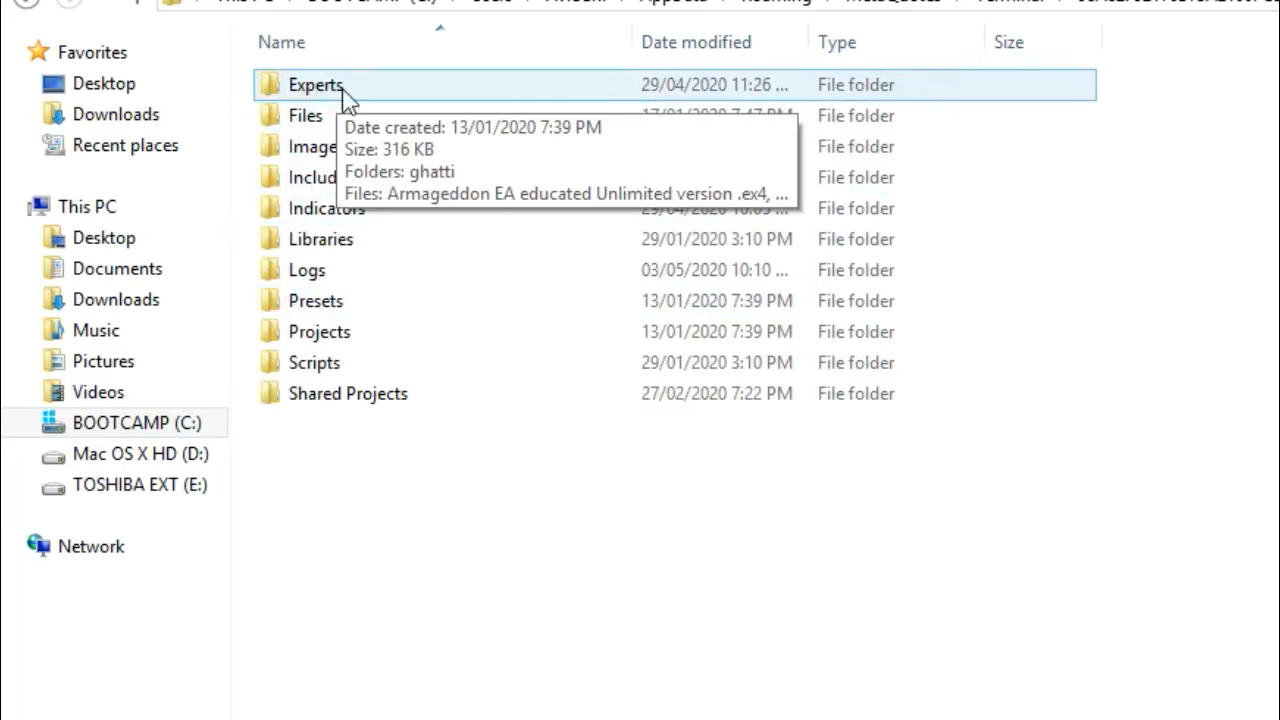 Name Date modified Type Size
Favorites
Desktop
Downloads
Recent places
This PC
Desktop
Documents
Downloads
Music
Pictures
Videos
BOOTCAMP (C:)
Mac OS X HD (D:)
TOSHIBA EXT (E:)
Network
Experts 29/04/2020 11:26 ... File folder
Files File folder
Image File folder
Includ File folder
Indicators File folder
Libraries 29/01/2020 3:10 PM File folder
Logs 03/05/2020 10:10 ... File folder
Presets 13/01/2020 7:39 PM File folder
Projects 13/01/2020 7:39 PM File folder
Scripts 29/01/2020 3:10 PM File folder
Shared Projects 27/02/2020 7:22 PM File folder
Date created: 13/01/2020 7:39 PM
Size: 316 KB
Folders: ghatti
Files: Armageddon EA educated Unlimited version .ex4, ...